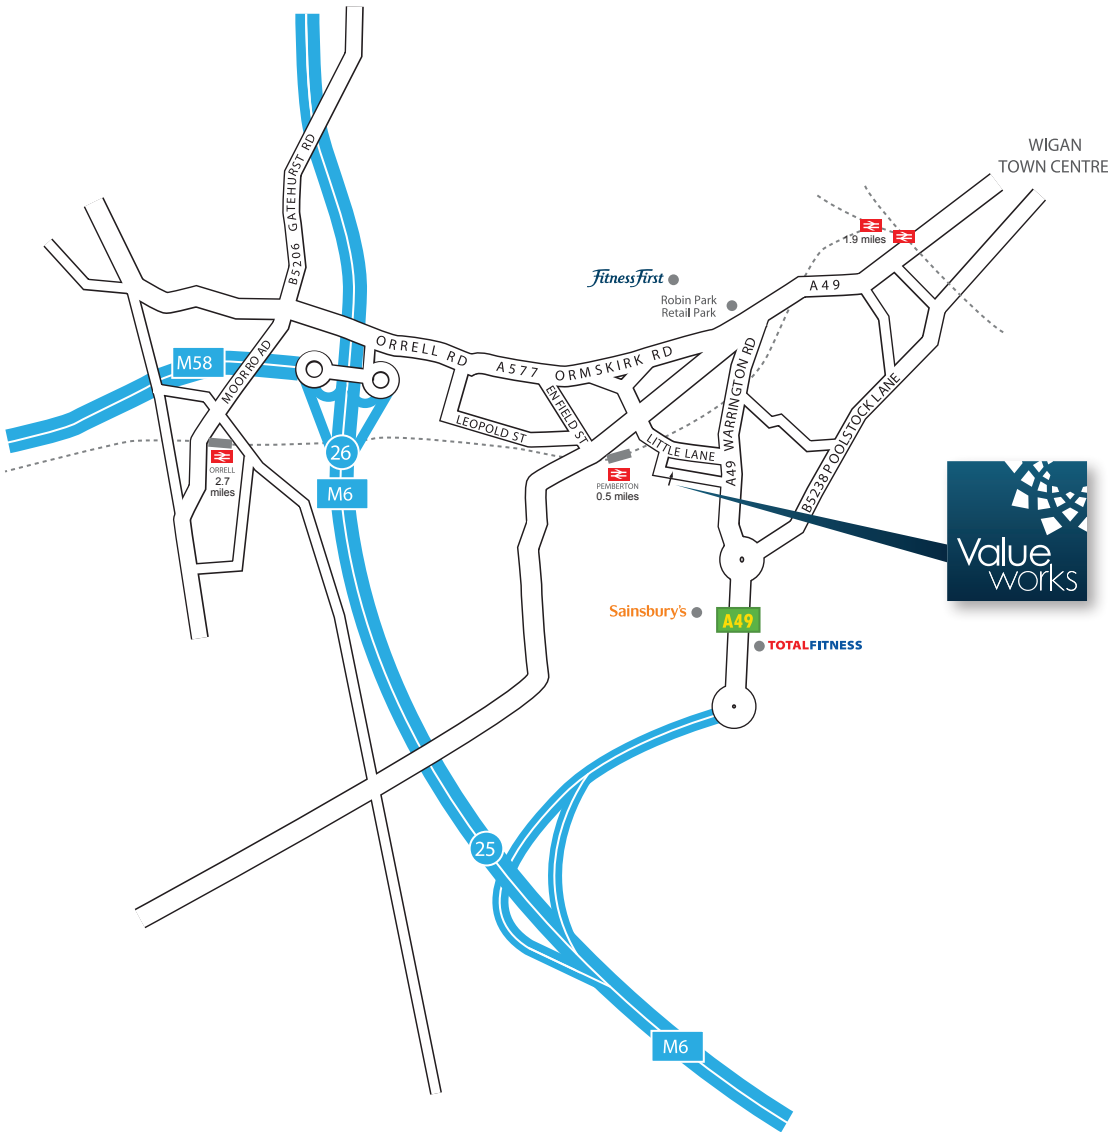 WIGAN
TOWN CENTRE
B5206 GATEHURST RD
1.9 miles
FitnessFirst
Robin Park
Retail Park
A49
ORRELL RD
A577 ORMSKIRK RD
M58
MOOR ROAD
ENFIELD ST
LEOPOLD ST
LITTLE LANE
A49 WARRINGTON RD
B5238 POOLSTOCK LANE
26
M6
ORRELL
2.7
miles
PEMBERTON
0.5 miles
Value
works
Sainsbury's
A49
TOTALFITNESS
25
M6